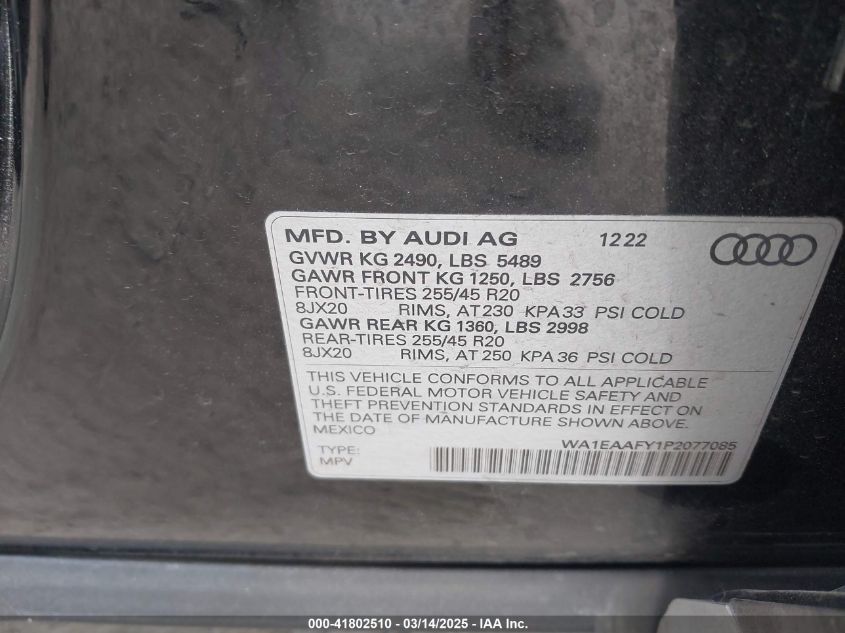 MFD. BY AUDI AG 1222
GVWR KG 2490, LBS 5489
GAWR FRONT KG 1250, LBS 2756
FRONT-TIRES 255/45 R20
8JX20 RIMS, AT 230 KPA 33 PSI COLD
GAWR REAR KG 1360, LBS 2998
REAR-TIRES 255/45 R20
8JX20 RIMS, AT 250 KPA 36 PSI COLD
THIS VEHICLE CONFORMS TO ALL APPLICABLE
U.S. FEDERAL MOTOR VEHICLE SAFETY AND
THEFT PREVENTION STANDARDS IN EFFECT ON
THE DATE OF MANUFACTURE SHOWN ABOVE.
MEXICO
WA1EAAFY1P2077085
TYPE:
MPV
000-41802510 - 03/14/2025 - IAA Inc.